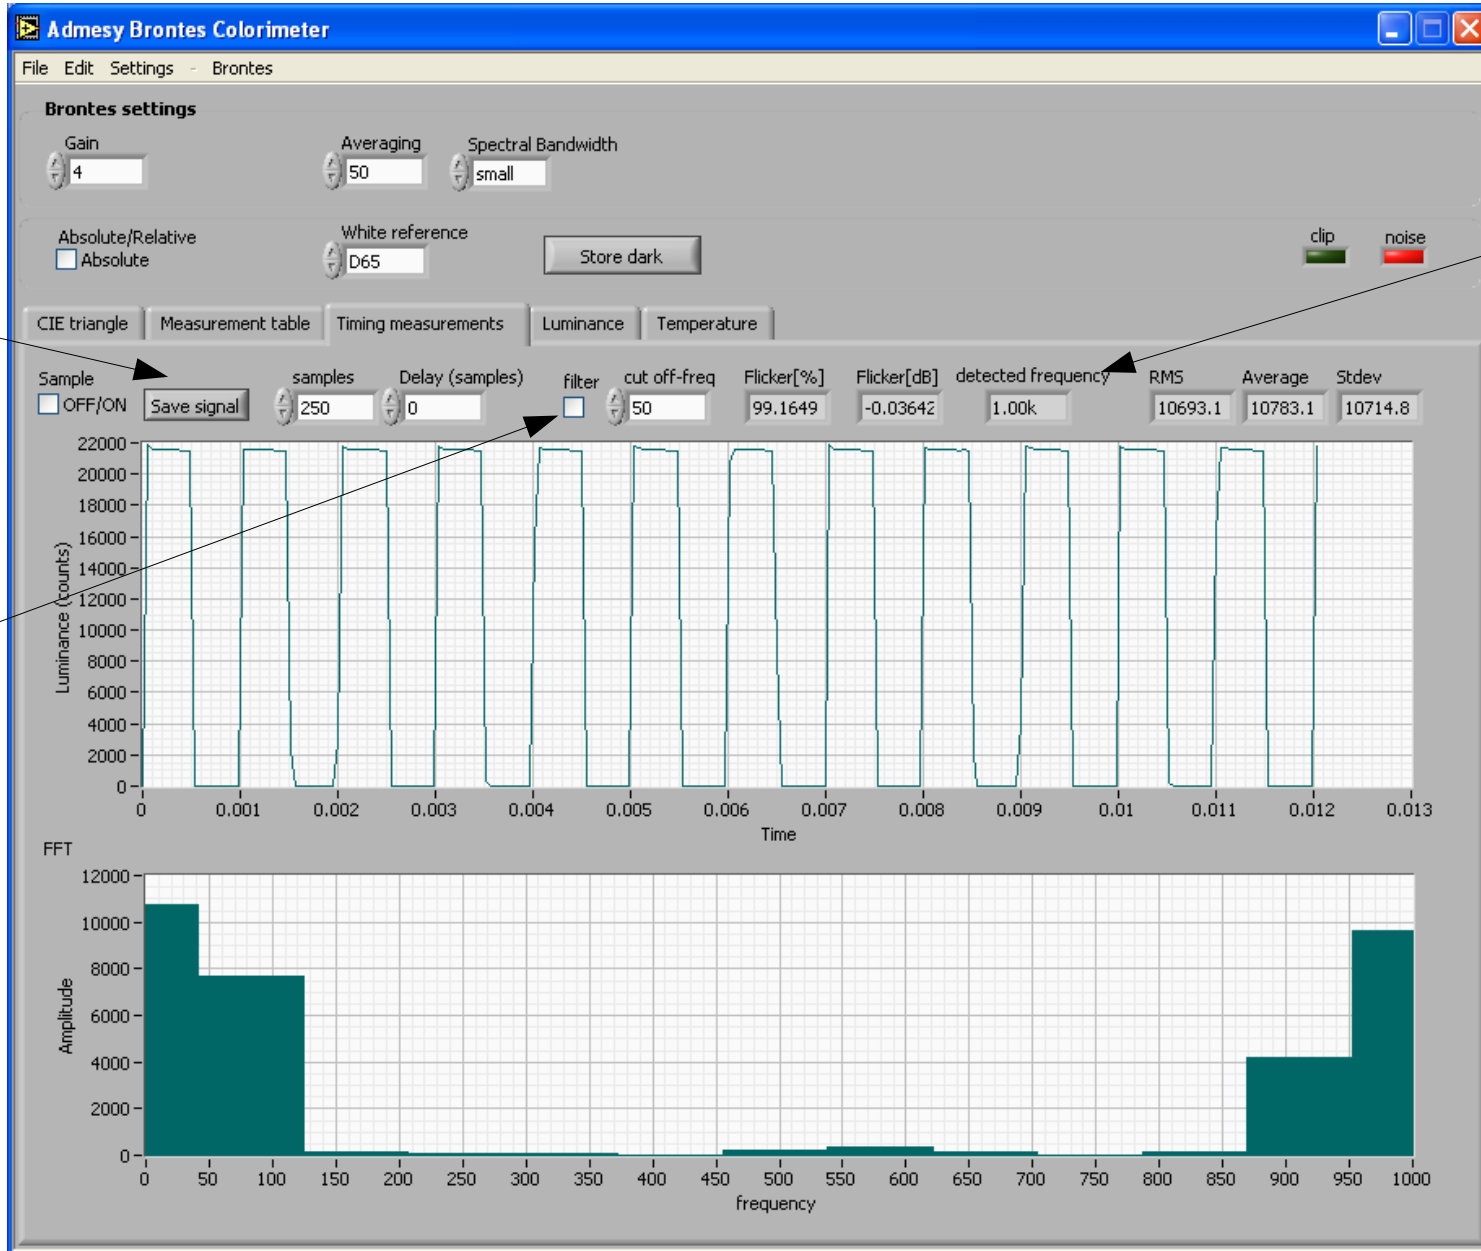 Admesy Brontes Colorimeter
File Edit Settings - Brontes
Brontes settings
Gain Averaging Spectral Bandwidth
4 50 small
Absolute/Relative White reference clip noise
Absolute D65 Store dark
CIE triangle Measurement table Timing measurements Luminance Temperature
Sample samples Delay (samples) filter cut off-freq Flicker[%] Flicker[dB] detected frequency RMS Average Stdev
OFF/ON Save signal 250 0 50 99.1649 -0.03642 1.00k 10693.1 10783.1 10714.8
22000
20000
18000
16000
14000
12000
10000
8000
6000
4000
2000
0
Luminance (counts)
0 0.001 0.002 0.003 0.004 0.005 0.006 0.007 0.008 0.009 0.01 0.011 0.012 0.013
Time
FFT
12000
10000
8000
6000
4000
2000
0
Amplitude
0 50 100 150 200 250 300 350 400 450 500 550 600 650 700 750 800 850 900 950 1000
frequency